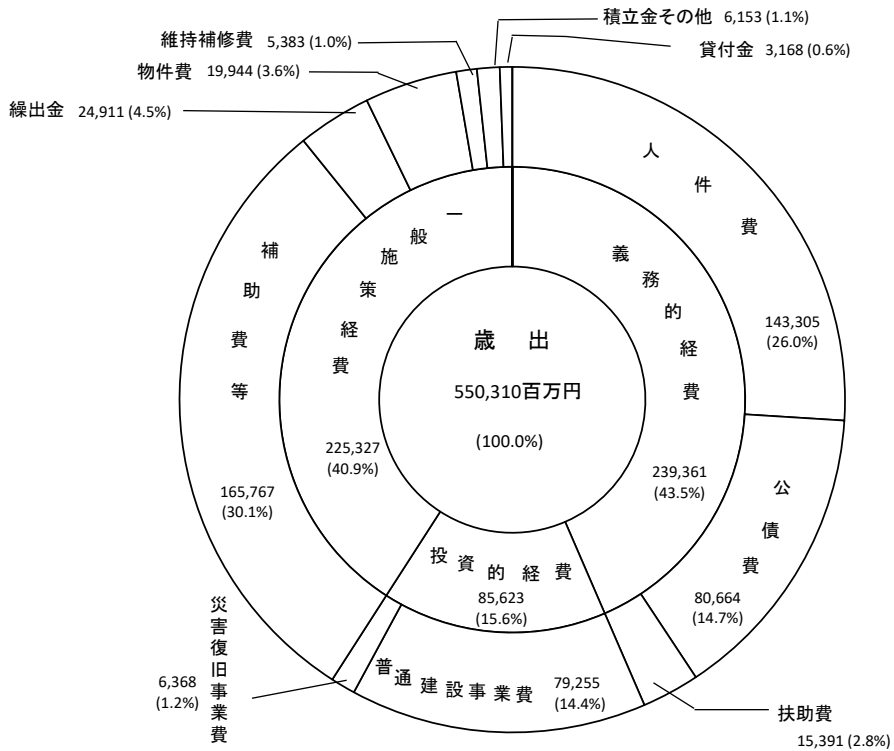 積立金その他 6,153 (1.1%)
維持補修費 5,383 (1.0%)
貸付金 3,168 (0.6%)
物件費 19,944 (3.6%)
繰出金 24,911 (4.5%)
人件費
143,305
(26.0%)
一般施策経費
225,327
(40.9%)
義務的経費
239,361
(43.5%)
補助費等
165,767
(30.1%)
歳出
550,310百万円
(100.0%)
公債費
80,664
(14.7%)
投資的経費
85,623
(15.6%)
災害復旧事業費
6,368
(1.2%)
普通建設事業費
79,255
(14.4%)
扶助費
15,391 (2.8%)